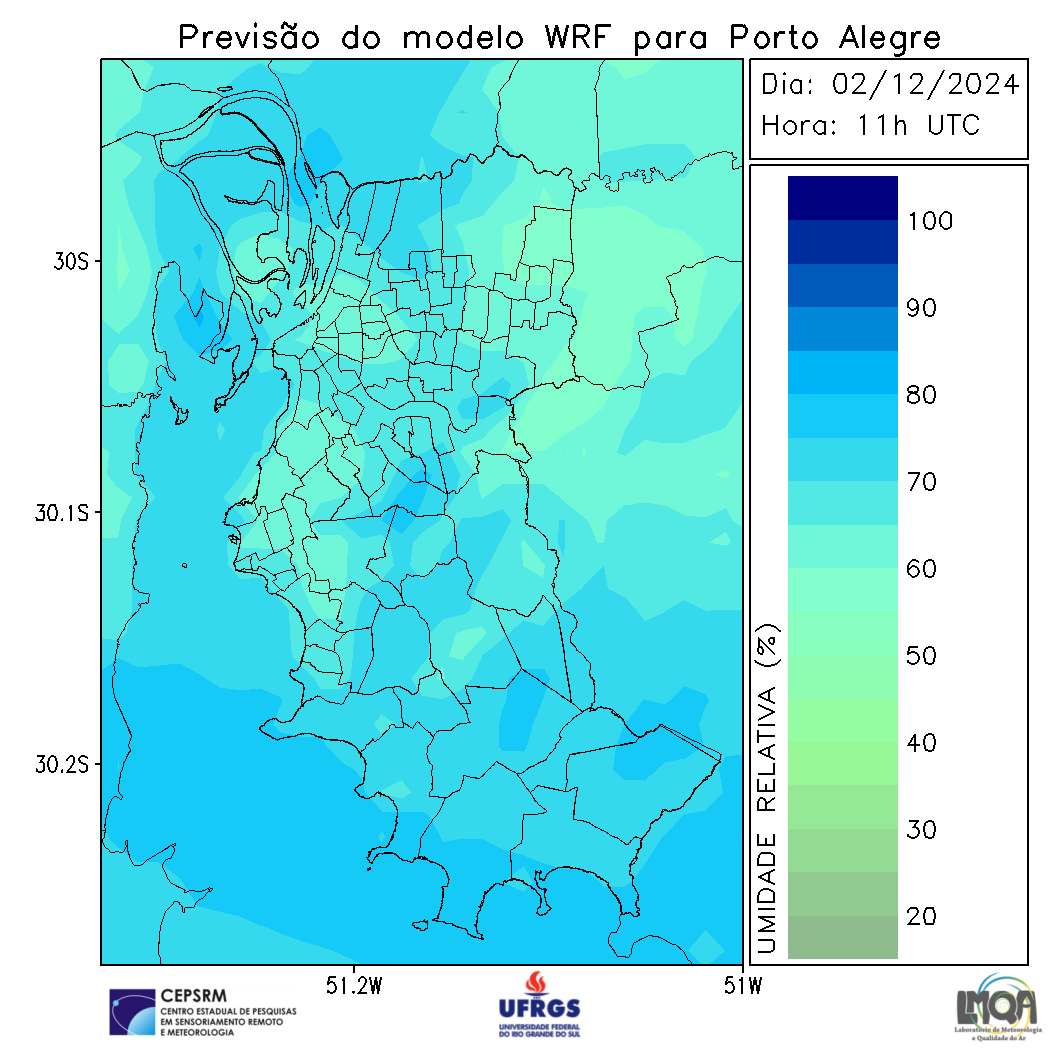 Previsão do modelo WRF para Porto Alegre
Dia: 02/12/2024
Hora: 11h UTC
30S
30.1S
30.2S
51.2W
51W
UMIDADE RELATIVA (%)
100
90
80
70
60
50
40
30
20
CEPSRM
CENTRO ESTADUAL DE PESQUISAS
EM SENSORIAMENTO REMOTO
E METEOROLOGIA
UFRGS
UNIVERSIDADE FEDERAL
DO RIO GRANDE DO SUL
LMQA
Laboratório de Meteorologia
e Qualidade do Ar